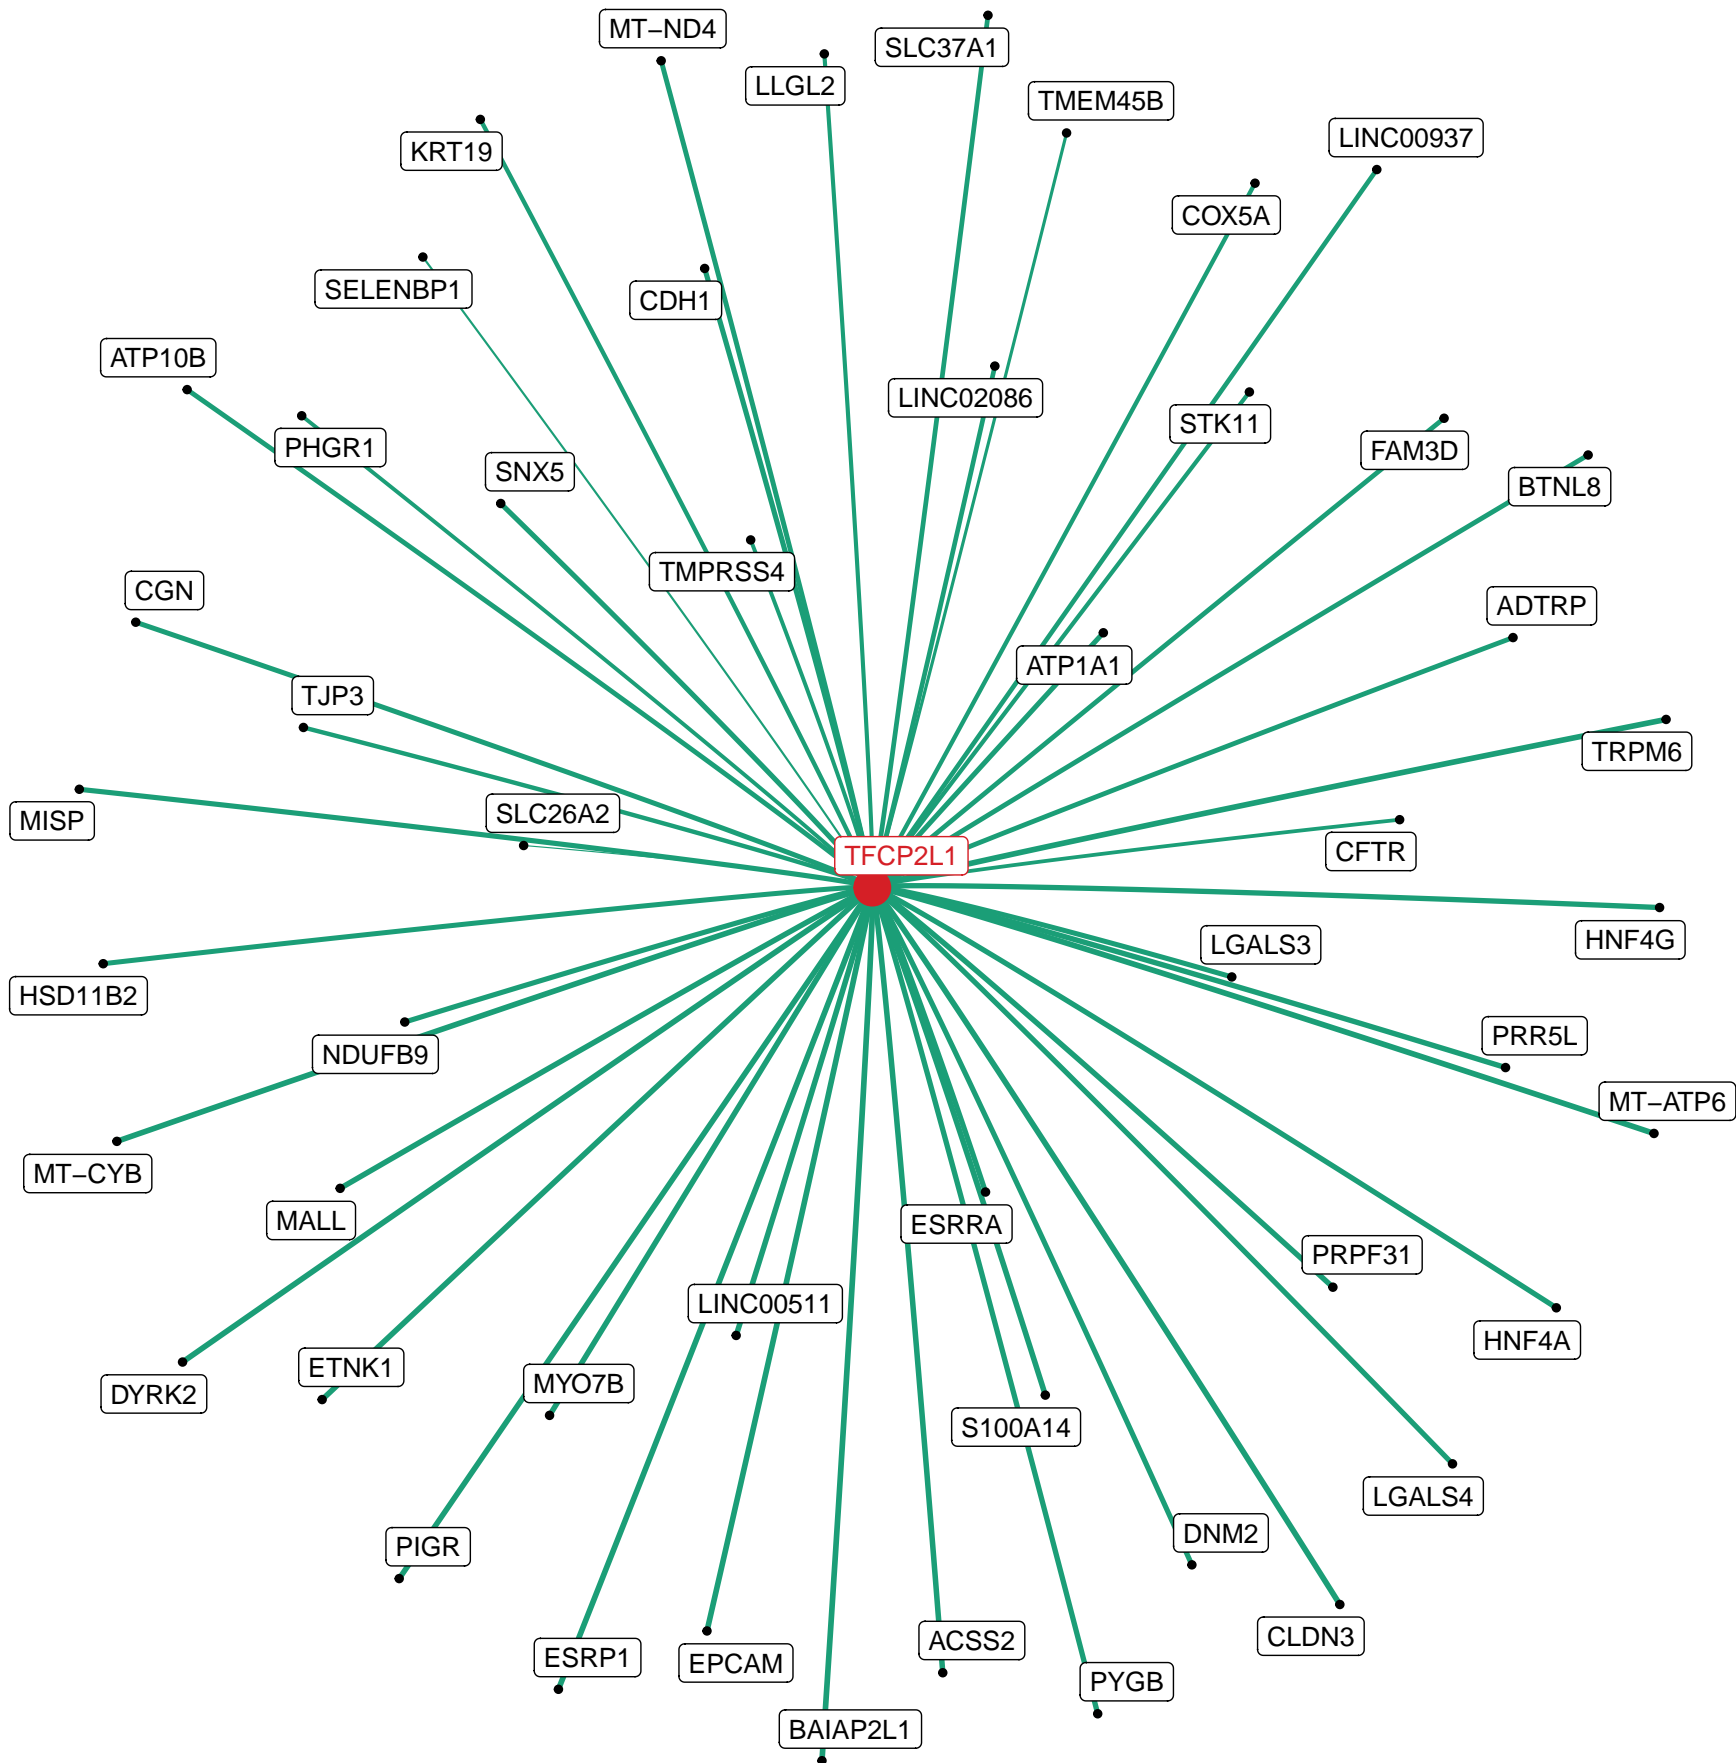 MT−ND4
SLC37A1
LLGL2
TMEM45B
LINC00937
KRT19
COX5A
SELENBP1
CDH1
ATP10B
LINC02086
STK11
PHGR1
FAM3D
SNX5
BTNL8
TMPRSS4
CGN
ADTRP
ATP1A1
TJP3
TRPM6
SLC26A2
MISP
TFCP2L1
CFTR
HNF4G
LGALS3
HSD11B2
PRR5L
NDUFB9
MT−ATP6
MT−CYB
MALL
ESRRA
PRPF31
LINC00511
HNF4A
ETNK1
MYO7B
DYRK2
S100A14
LGALS4
DNM2
PIGR
CLDN3
ACSS2
ESRP1
EPCAM
PYGB
BAIAP2L1